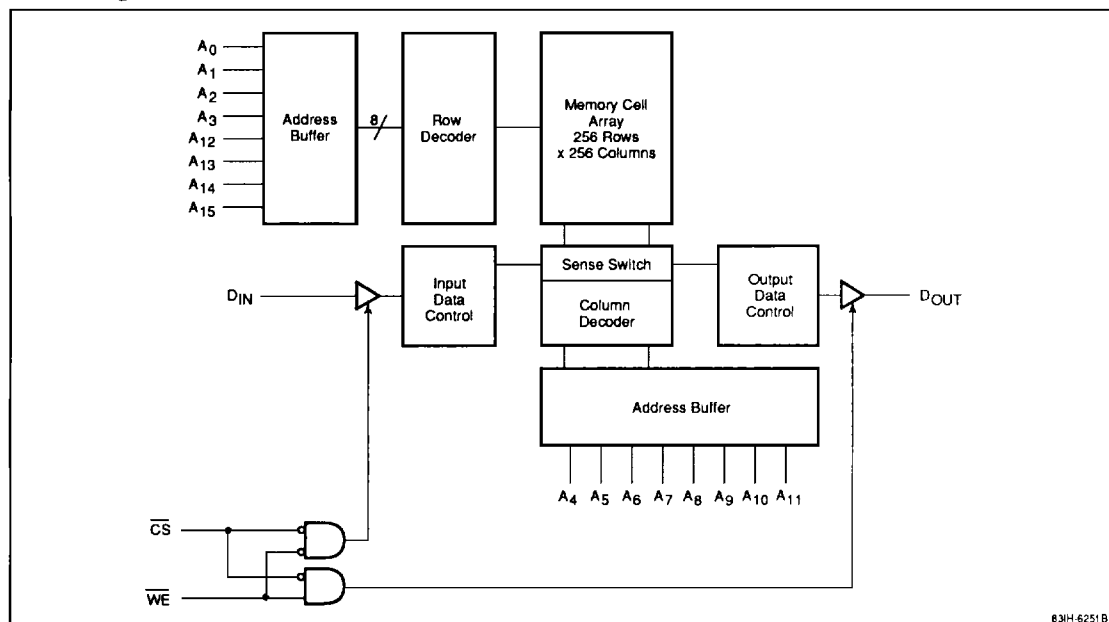 A0
A1
A2
A3
A12
A13
A14
A15
Address
Buffer
8
Row
Decoder
Memory Cell
Array
256 Rows
x 256 Columns
DIN
Input
Data
Control
Sense Switch
Column
Decoder
Output
Data
Control
DOUT
Address Buffer
A4 A5 A6 A7 A8 A9 A10 A11
C̅S̅
W̅E̅
83IH-6251B